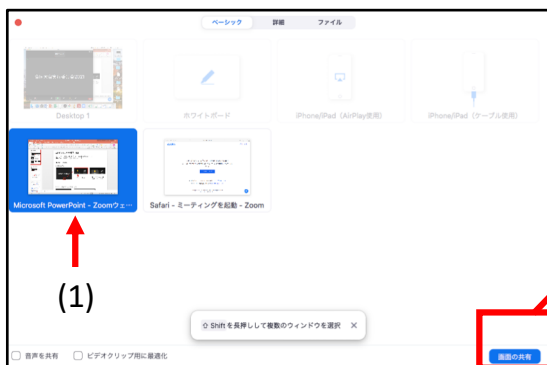 ベーシック 詳細 ファイル
Desktop 1 ホワイトボード iPhone/iPad（AirPlay使用） iPhone/iPad（ケーブル使用）
Microsoft PowerPoint - Zoomウェ… Safari - ミーティングを起動 - Zoom
(1)
⇧ Shift を長押しして複数のウィンドウを選択 ×
音声を共有 ビデオクリップ用に最適化 画面の共有